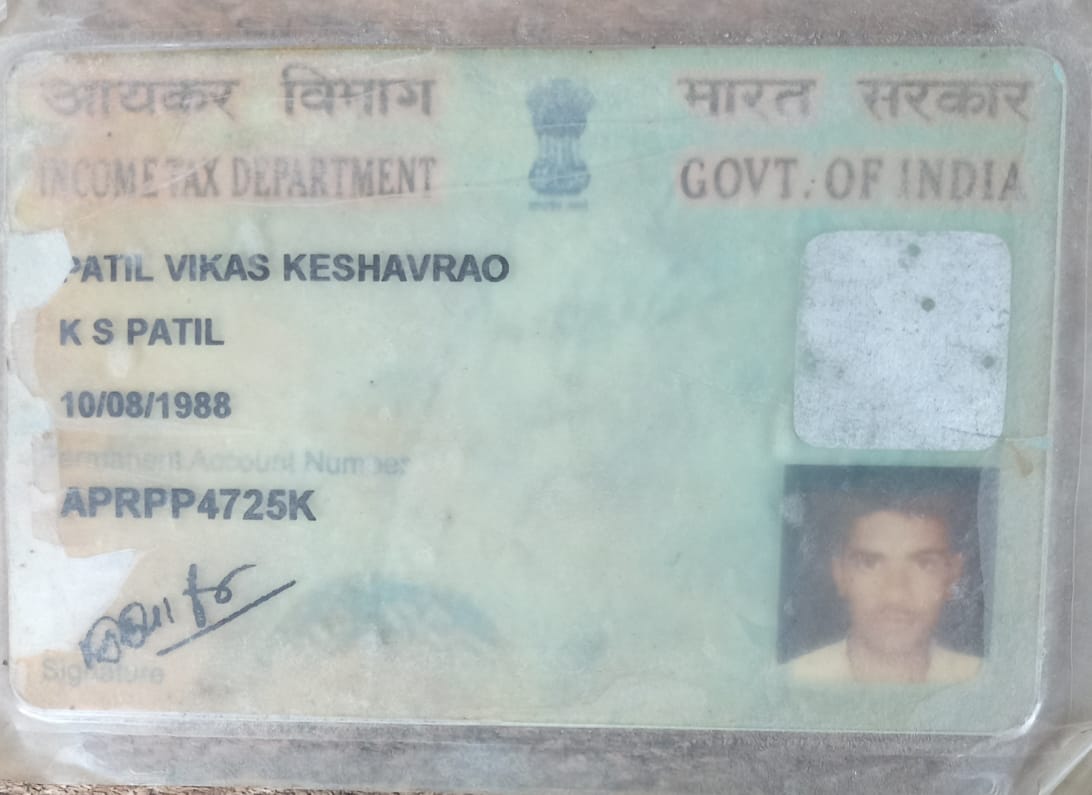 आयकर विभाग
भारत सरकार
INCOME TAX DEPARTMENT
GOVT. OF INDIA
PATIL VIKAS KESHAVRAO
K S PATIL
10/08/1988
Permanent Account Number
APRPP4725K
Signature